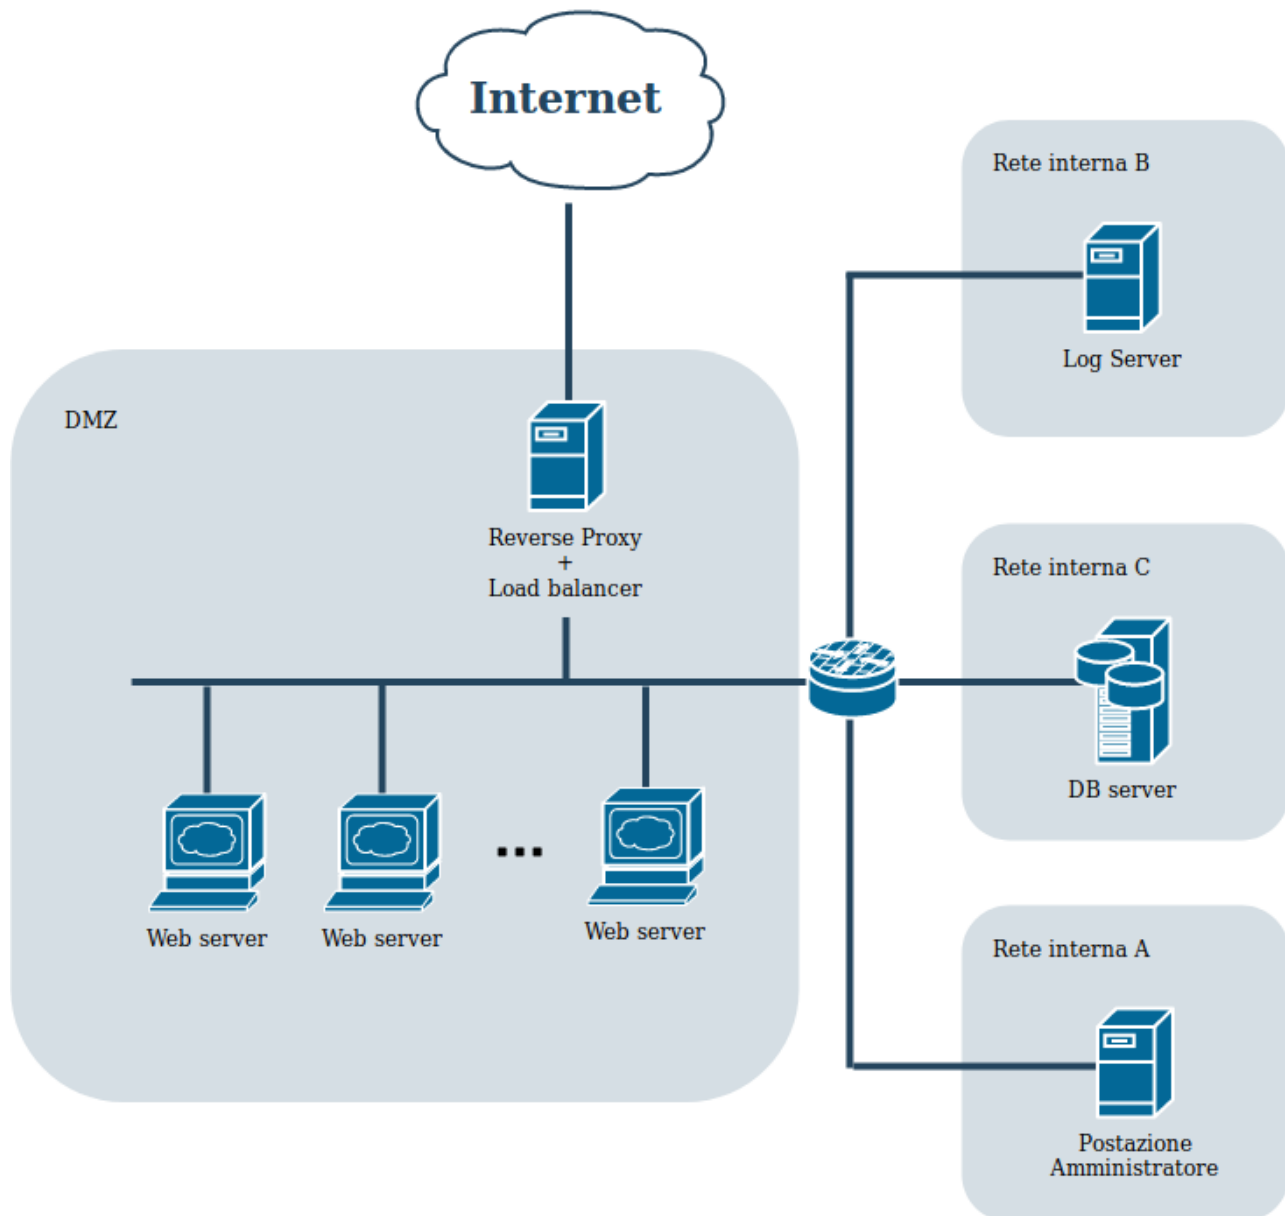 Internet
Rete interna B
Log Server
DMZ
Reverse Proxy
+
Load balancer
Rete interna C
DB server
Web server
Web server
...
Web server
Rete interna A
Postazione
Amministratore